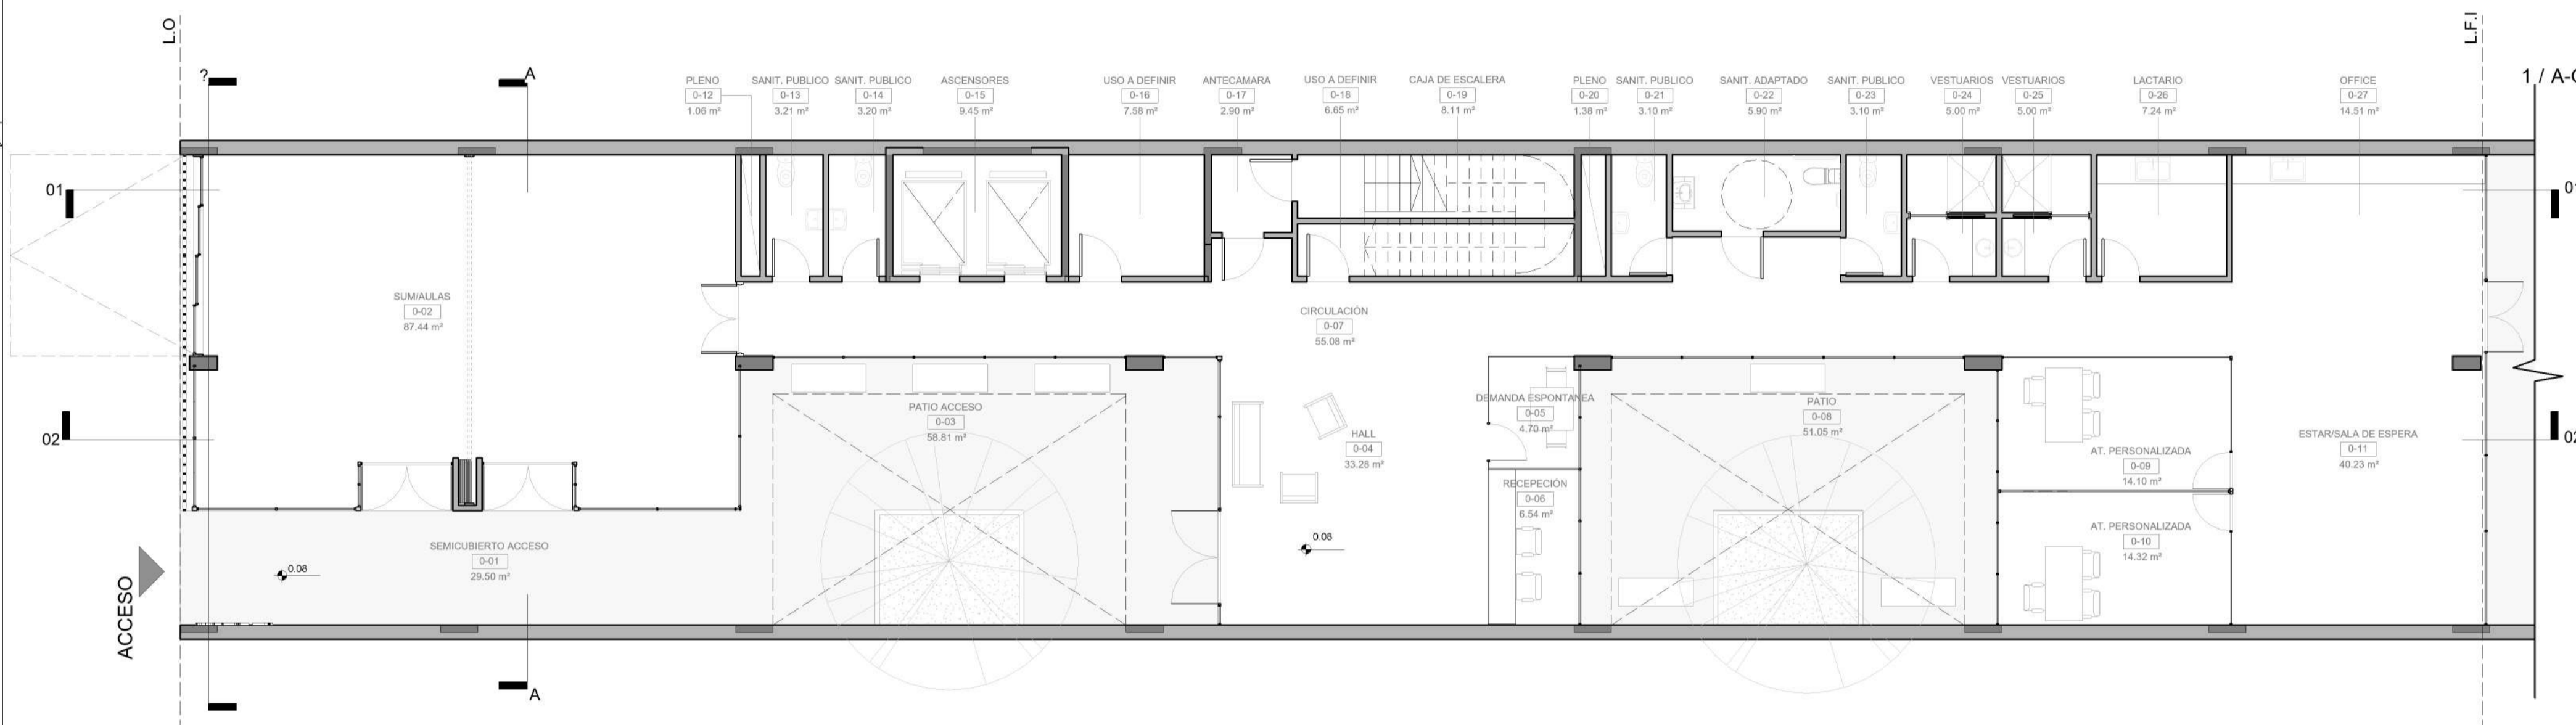 L.O
L.F.I
?
A
1 / A-
PLENO
0-12
1.06 m²
SANIT. PUBLICO
0-13
3.21 m²
SANIT. PUBLICO
0-14
3.20 m²
ASCENSORES
0-15
9.45 m²
USO A DEFINIR
0-16
7.58 m²
ANTECAMARA
0-17
2.90 m²
USO A DEFINIR
0-18
6.65 m²
CAJA DE ESCALERA
0-19
8.11 m²
PLENO
0-20
1.38 m²
SANIT. PUBLICO
0-21
3.10 m²
SANIT. ADAPTADO
0-22
5.90 m²
SANIT. PUBLICO
0-23
3.10 m²
VESTUARIOS
0-24
5.00 m²
VESTUARIOS
0-25
5.00 m²
LACTARIO
0-26
7.24 m²
OFFICE
0-27
14.51 m²
01
01
SUM/AULAS
0-02
87.44 m²
CIRCULACIÓN
0-07
55.08 m²
PATIO ACCESO
0-03
58.81 m²
DEMANDA ESPONTANEA
0-05
4.70 m²
PATIO
0-08
51.05 m²
02
02
HALL
0-04
33.28 m²
ESTAR/SALA DE ESPERA
0-11
40.23 m²
AT. PERSONALIZADA
0-09
14.10 m²
RECEPECIÓN
0-06
6.54 m²
AT. PERSONALIZADA
0-10
14.32 m²
SEMICUBIERTO ACCESO
0-01
29.50 m²
0.08
0.08
ACCESO
A